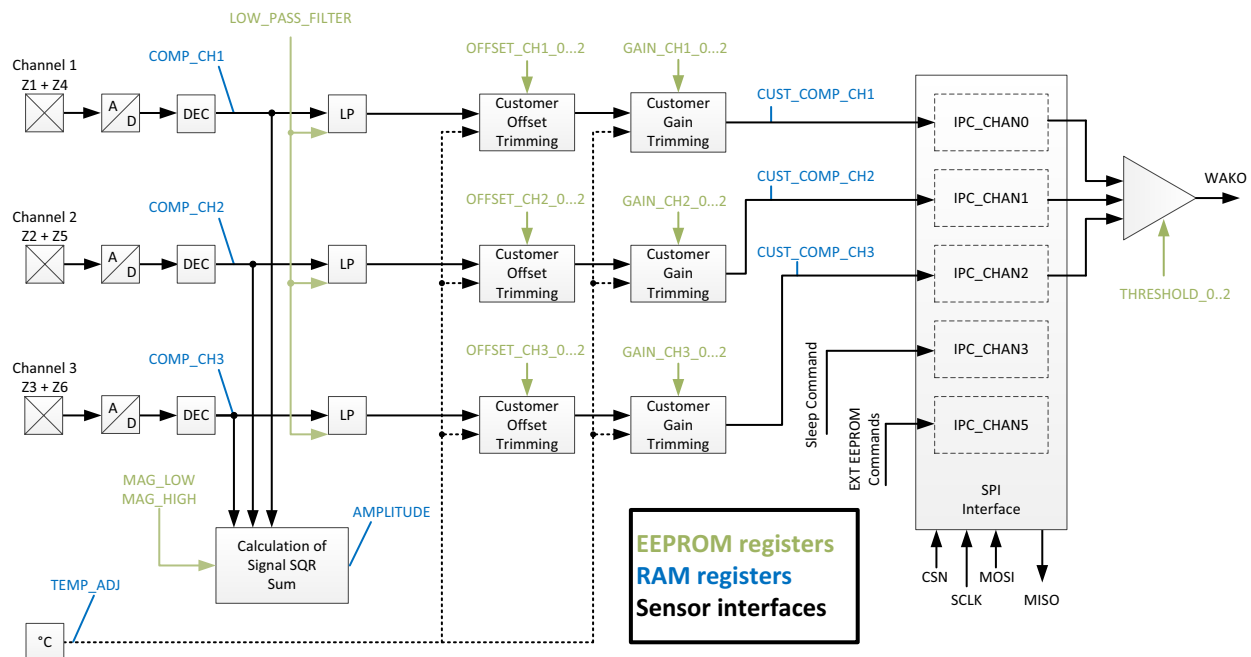 LOW_PASS_FILTER
OFFSET_CH1_0...2
GAIN_CH1_0...2
Channel 1
Z1 + Z4
COMP_CH1
A
D
DEC
LP
Customer
Offset
Trimming
Customer
Gain
Trimming
CUST_COMP_CH1
IPC_CHAN0
Channel 2
Z2 + Z5
COMP_CH2
A
D
DEC
LP
OFFSET_CH2_0...2
GAIN_CH2_0...2
Customer
Offset
Trimming
Customer
Gain
Trimming
CUST_COMP_CH2
IPC_CHAN1
WAKO
CUST_COMP_CH3
IPC_CHAN2
THRESHOLD_0..2
Channel 3
Z3 + Z6
COMP_CH3
A
D
DEC
LP
OFFSET_CH3_0...2
GAIN_CH3_0...2
Customer
Offset
Trimming
Customer
Gain
Trimming
Sleep Command
IPC_CHAN3
EXT EEPROM
Commands
IPC_CHAN5
SPI
Interface
MAG_LOW
MAG_HIGH
AMPLITUDE
Calculation of
Signal SQR
Sum
TEMP_ADJ
°C
EEPROM registers
RAM registers
Sensor interfaces
CSN
SCLK
MOSI
MISO